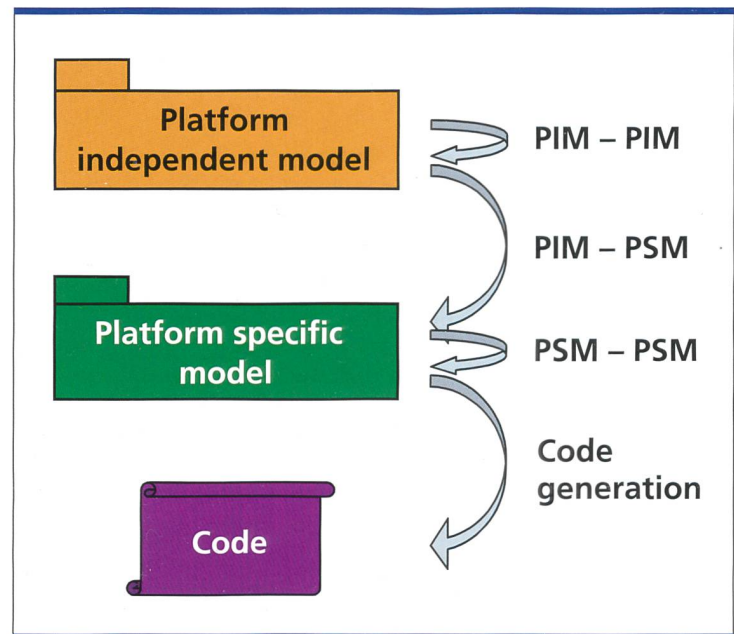 Platform
independent model
PIM – PIM
PIM – PSM
Platform specific
model
PSM – PSM
Code
generation
Code